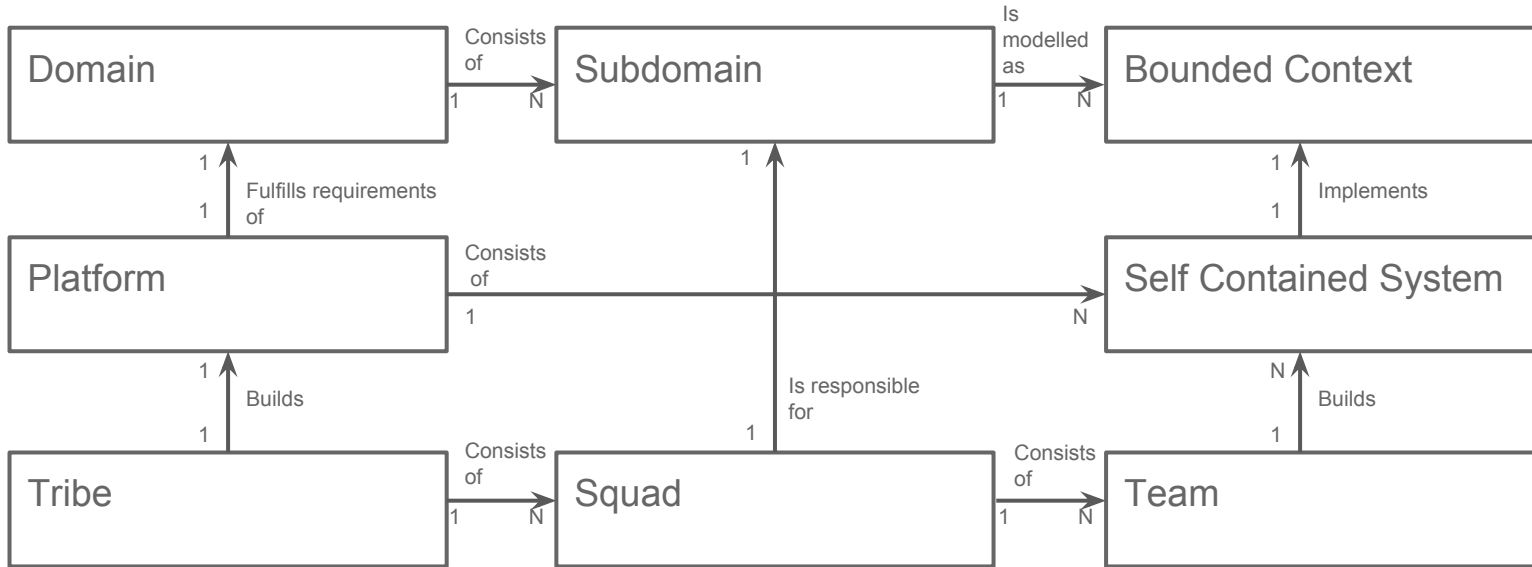 Is
modelled
as
Consists
of
Domain
Subdomain
Bounded Context
1
N
1
N
1
1
1
Fulfills requirements
of
1
Implements
1
Consists
of
Platform
Self Contained System
1
N
1
N
Builds
Is responsible
for
Builds
1
1
1
Consists
of
Consists
of
Tribe
Squad
Team
1
N
1
N